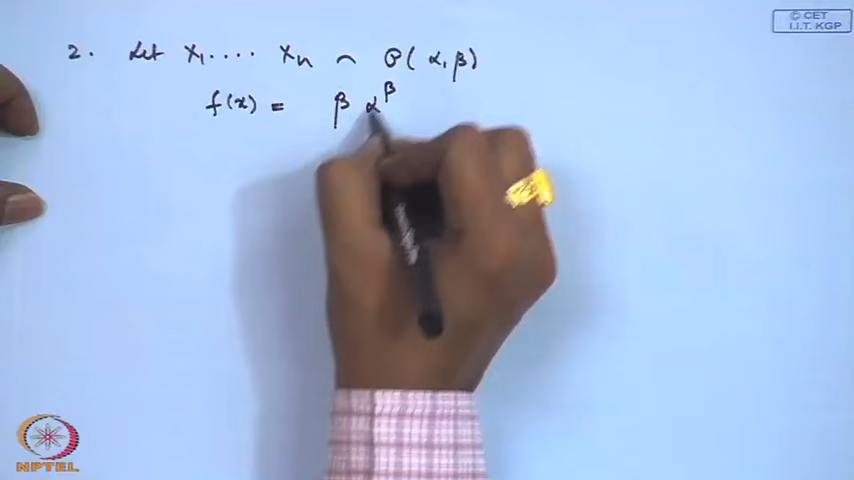 © CET
I.I.T. KGP
2. Let X₁.... Xₙ ~ P( α, β)
f(x) = β α^β
NPTEL